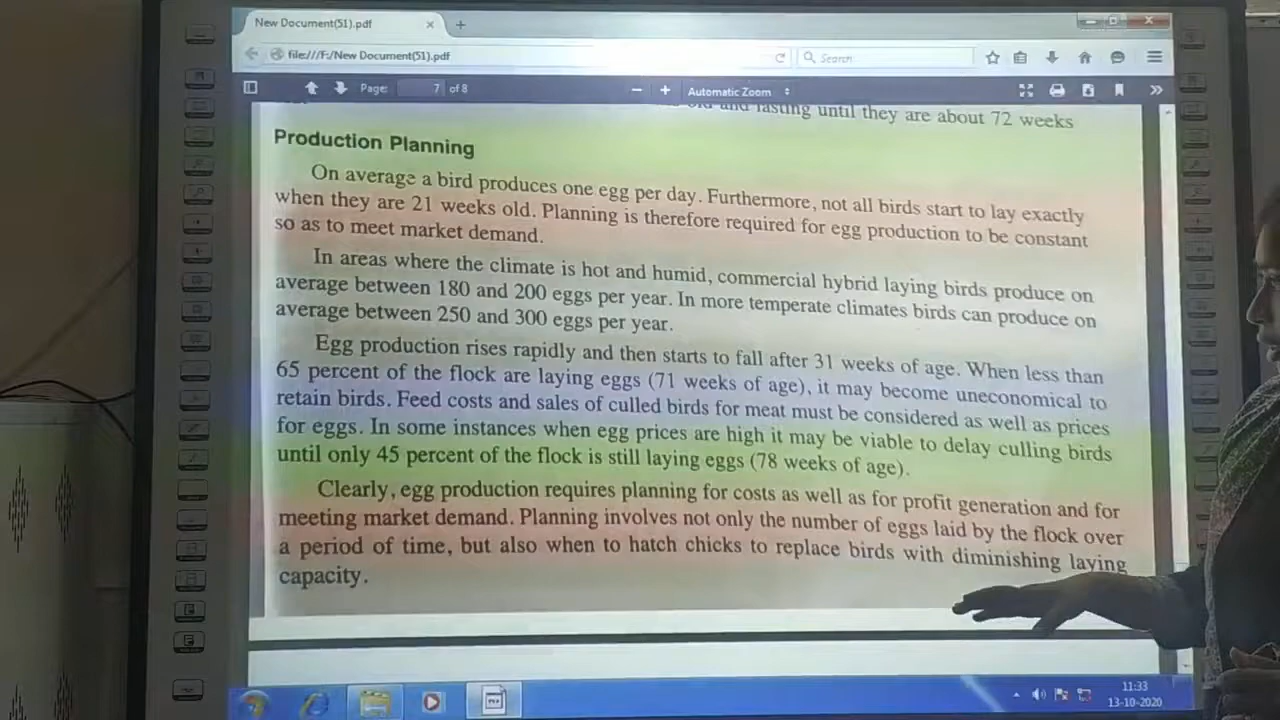 New Document(51).pdf
file:///F:/New Document(51).pdf
Search
Page: 7 of 8
Automatic Zoom
old and lasting until they are about 72 weeks
Production Planning
On average a bird produces one egg per day. Furthermore, not all birds start to lay exactly
when they are 21 weeks old. Planning is therefore required for egg production to be constant
so as to meet market demand.
In areas where the climate is hot and humid, commercial hybrid laying birds produce on
average between 180 and 200 eggs per year. In more temperate climates birds can produce on
average between 250 and 300 eggs per year.
Egg production rises rapidly and then starts to fall after 31 weeks of age. When less than
65 percent of the flock are laying eggs (71 weeks of age), it may become uneconomical to
retain birds. Feed costs and sales of culled birds for meat must be considered as well as prices
for eggs. In some instances when egg prices are high it may be viable to delay culling birds
until only 45 percent of the flock is still laying eggs (78 weeks of age).
Clearly, egg production requires planning for costs as well as for profit generation and for
meeting market demand. Planning involves not only the number of eggs laid by the flock over
a period of time, but also when to hatch chicks to replace birds with diminishing laying
capacity.
11:33
13-10-2020